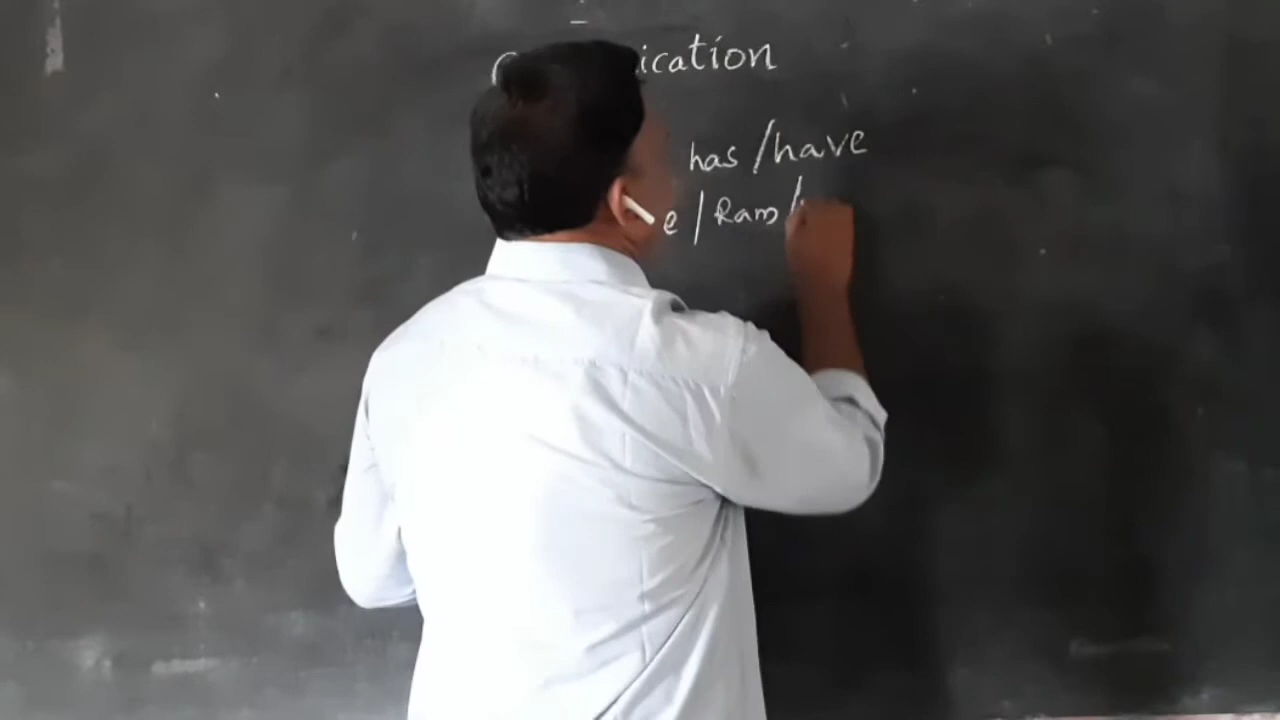 ication
has /have
e / Ram /